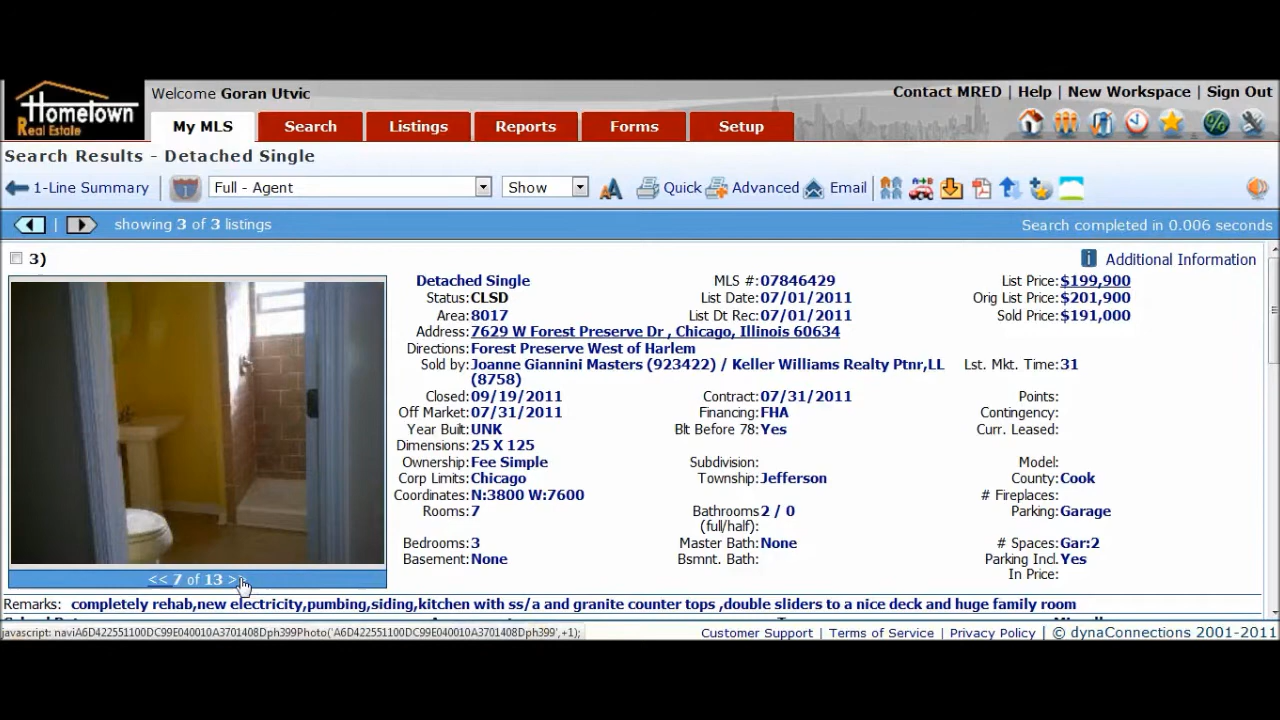 Hometown
Real Estate
Welcome Goran Utvic
Contact MRED | Help | New Workspace | Sign Out
My MLS
Search
Listings
Reports
Forms
Setup
Search Results - Detached Single
1-Line Summary
Full - Agent
Show
Quick
Advanced
Email
showing 3 of 3 listings
Search completed in 0.006 seconds
3)
Additional Information
Detached Single MLS #: 07846429 List Price: $199,900
Status: CLSD List Date: 07/01/2011 Orig List Price: $201,900
Area: 8017 List Dt Rec: 07/01/2011 Sold Price: $191,000
Address: 7629 W Forest Preserve Dr , Chicago, Illinois 60634
Directions: Forest Preserve West of Harlem
Sold by: Joanne Giannini Masters (923422) / Keller Williams Realty Ptnr,LL Lst. Mkt. Time: 31
(8758)
Closed: 09/19/2011 Contract: 07/31/2011 Points:
Off Market: 07/31/2011 Financing: FHA Contingency:
Year Built: UNK Blt Before 78: Yes Curr. Leased:
Dimensions: 25 X 125
Ownership: Fee Simple Subdivision: Model:
Corp Limits: Chicago Township: Jefferson County: Cook
Coordinates: N:3800 W:7600 # Fireplaces:
Rooms: 7 Bathrooms 2 / 0 Parking: Garage
(full/half):
Bedrooms: 3 Master Bath: None # Spaces: Gar:2
Basement: None Bsmnt. Bath: Parking Incl. Yes
In Price:
<< 7 of 13 >
Remarks: completely rehab,new electricity,pumbing,siding,kitchen with ss/a and granite counter tops ,double sliders to a nice deck and huge family room
javascript: naviA6D422551100DC99E040010A3701408Dph399Photo('A6D422551100DC99E040010A3701408Dph399',+1);
Customer Support | Terms of Service | Privacy Policy | © dynaConnections 2001-2011